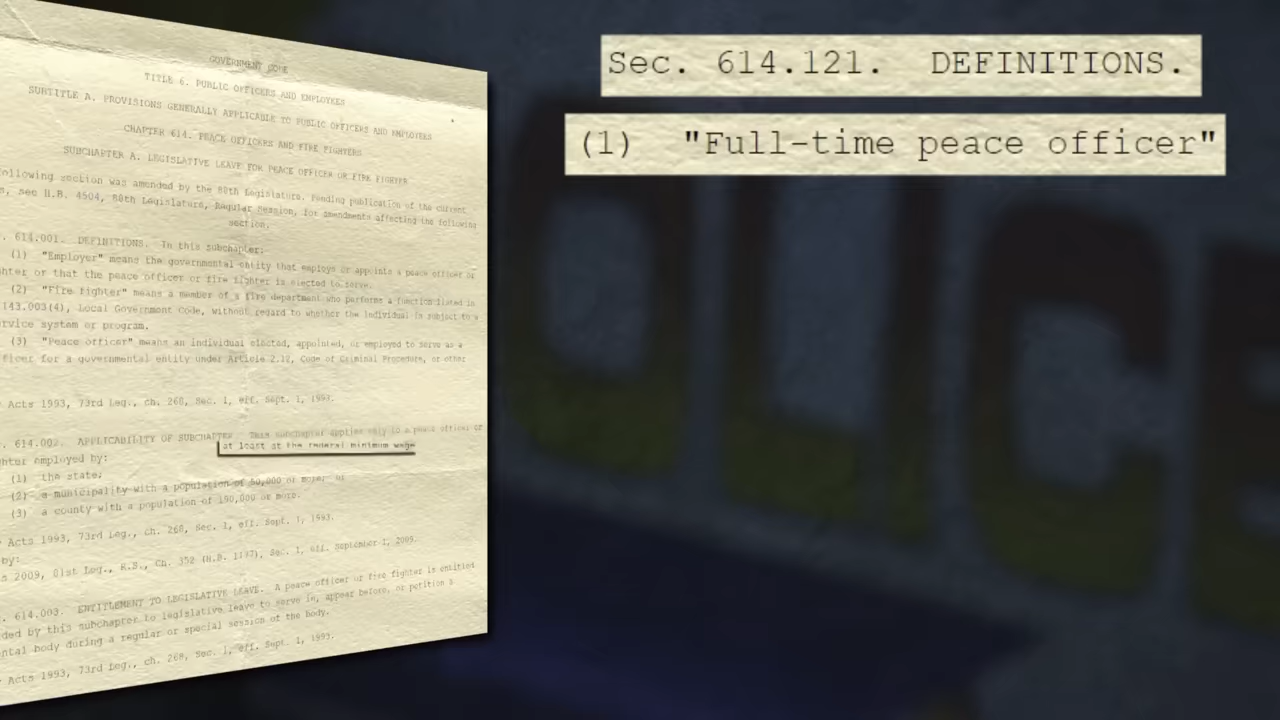 GOVERNMENT CODE
TITLE 6. PUBLIC OFFICERS AND EMPLOYEES
SUBTITLE A. PROVISIONS GENERALLY APPLICABLE TO PUBLIC OFFICERS AND EMPLOYEES
CHAPTER 614. PEACE OFFICERS AND FIRE FIGHTERS
SUBCHAPTER A. LEGISLATIVE LEAVE FOR PEACE OFFICER OR FIRE FIGHTER
following section was amended by the 88th Legislature. Pending publication of the current
s, see H.B. 4504, 88th Legislature, Regular Session, for amendments affecting the following
section.
. 614.001. DEFINITIONS. In this subchapter:
(1) "Employer" means the governmental entity that employs or appoints a peace officer or
ghter or that the peace officer or fire fighter is elected to serve.
(2) "Fire fighter" means a member of a fire department who performs a function listed in
143.003(4), Local Government Code, without regard to whether the individual is subject to a
rvice system or program.
(3) "Peace officer" means an individual elected, appointed, or employed to serve as a
ficer for a governmental entity under Article 2.12, Code of Criminal Procedure, or other
Acts 1993, 73rd Leg., ch. 268, Sec. 1, eff. Sept. 1, 1993.
. 614.002. APPLICABILITY OF SUBCHAPTER. This subchapter applies only to a peace officer or
at least at the federal minimum wage
ghter employed by:
(1) the state;
(2) a municipality with a population of 50,000 or more; or
(3) a county with a population of 190,000 or more.
Acts 1993, 73rd Leg., ch. 268, Sec. 1, eff. Sept. 1, 1993.
by:
s 2009, 81st Leg., R.S., Ch. 352 (H.B. 1177), Sec. 1, eff. September 1, 2009.
. 614.003. ENTITLEMENT TO LEGISLATIVE LEAVE. A peace officer or fire fighter is entitled
ded by this subchapter to legislative leave to serve in, appear before, or petition a
ental body during a regular or special session of the body.
Acts 1993, 73rd Leg., ch. 268, Sec. 1, eff. Sept. 1, 1993.
Sec. 614.121. DEFINITIONS.
(1) "Full-time peace officer"
POLICE